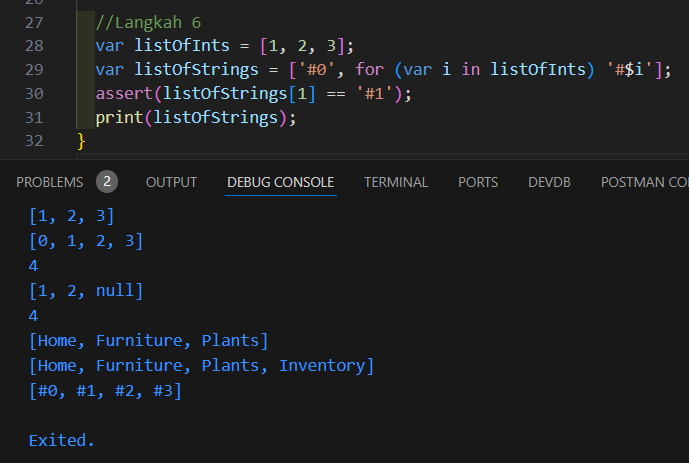 27 //Langkah 6
28 var listOfInts = [1, 2, 3];
29 var listOfStrings = ['#0', for (var i in listOfInts) '#$i'];
30 assert(listOfStrings[1] == '#1');
31 print(listOfStrings);
32 }
PROBLEMS 2 OUTPUT DEBUG CONSOLE TERMINAL PORTS DEVDB POSTMAN
[1, 2, 3]
[0, 1, 2, 3]
4
[1, 2, null]
4
[Home, Furniture, Plants]
[Home, Furniture, Plants, Inventory]
[#0, #1, #2, #3]
Exited.